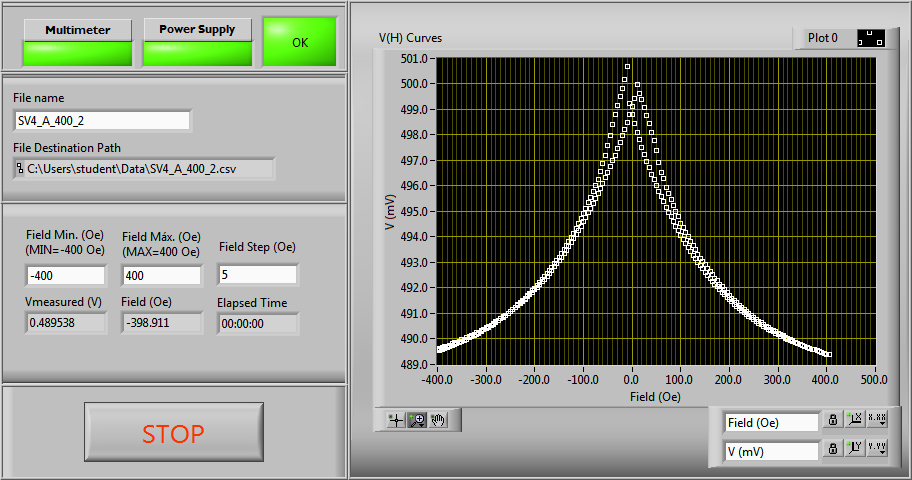 Multimeter
Power Supply
OK
File name
SV4_A_400_2
File Destination Path
C:\Users\student\Data\SV4_A_400_2.csv
Field Min. (Oe)
(MIN=-400 Oe)
Field Máx. (Oe)
(MAX=400 Oe)
Field Step (Oe)
-400
400
5
Vmeasured (V)
Field (Oe)
Elapsed Time
0.489538
-398.911
00:00:00
STOP
V(H) Curves
Plot 0
501.0
500.0
499.0
498.0
497.0
496.0
495.0
494.0
493.0
492.0
491.0
490.0
489.0
V (mV)
-400.0
-300.0
-200.0
-100.0
0.0
100.0
200.0
300.0
400.0
500.0
Field (Oe)
Field (Oe)
X
X.XX
V (mV)
Y
Y.YY